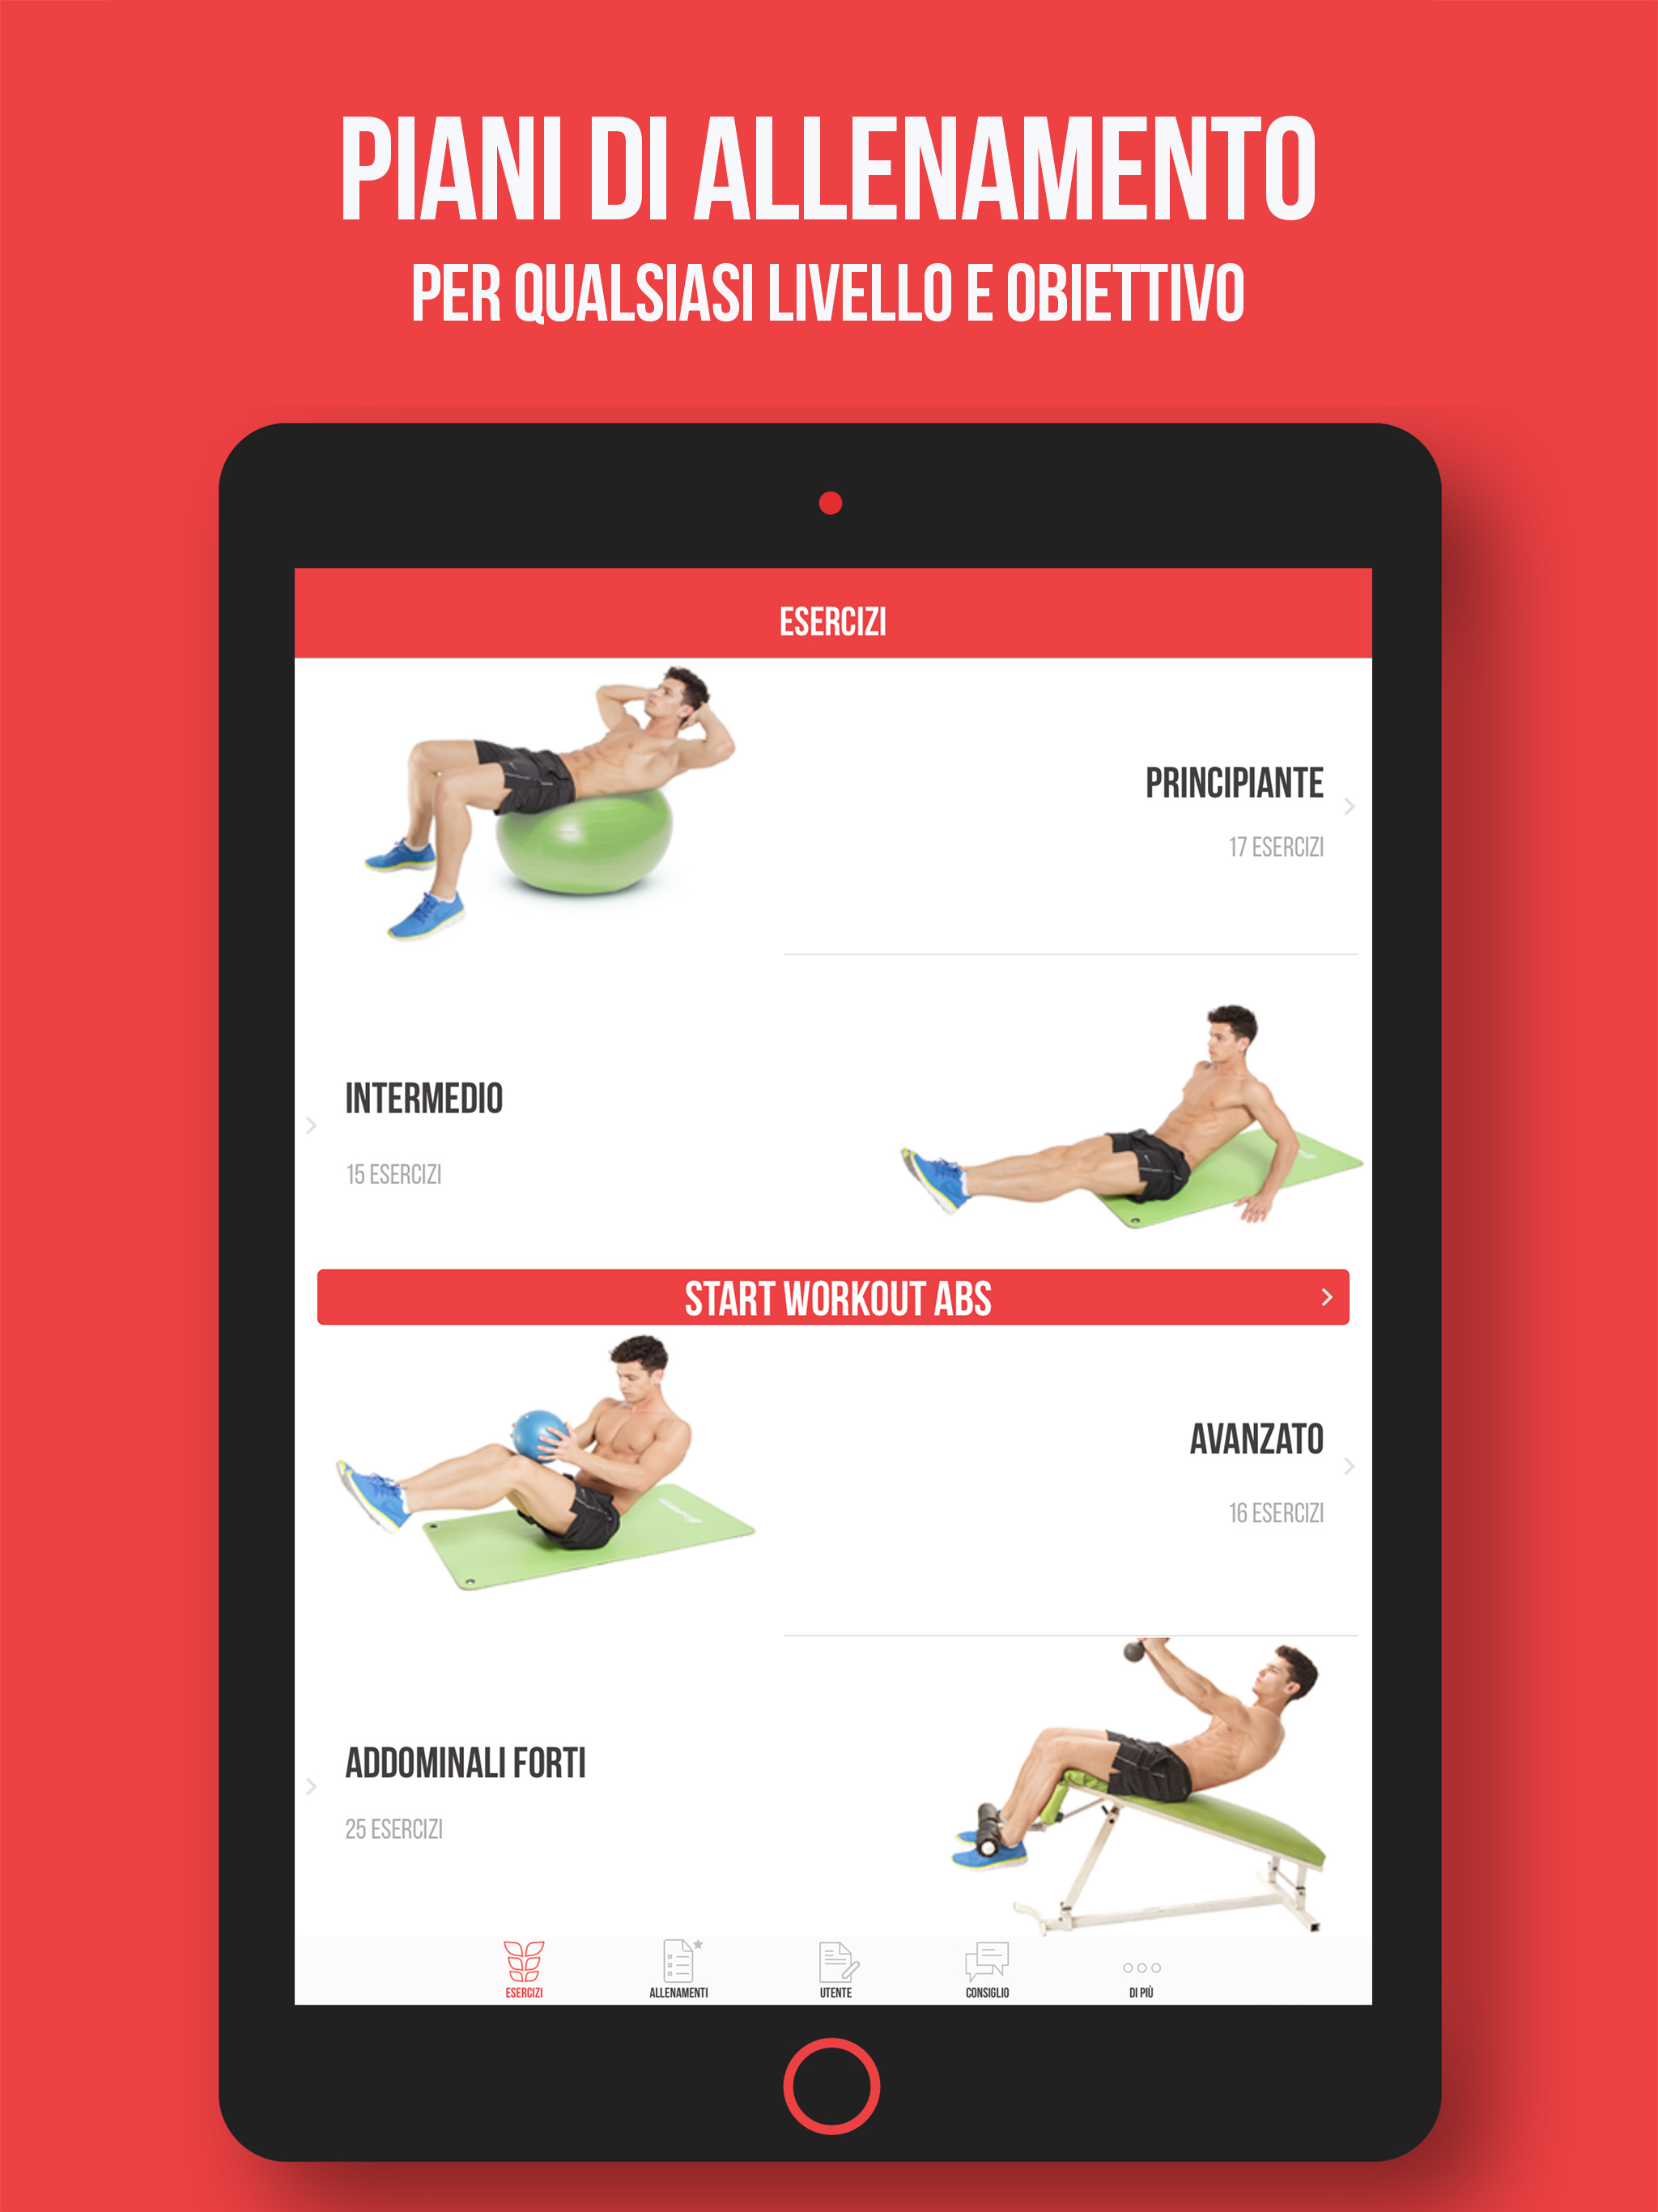 PIANI DI ALLENAMENTO
PER QUALSIASI LIVELLO E OBIETTIVO
ESERCIZI
PRINCIPIANTE
17 ESERCIZI
INTERMEDIO
15 ESERCIZI
START WORKOUT ABS
AVANZATO
16 ESERCIZI
ADDOMINALI FORTI
25 ESERCIZI
ESERCIZI
ALLENAMENTI
UTENTE
CONSIGLIO
DI PIÙ